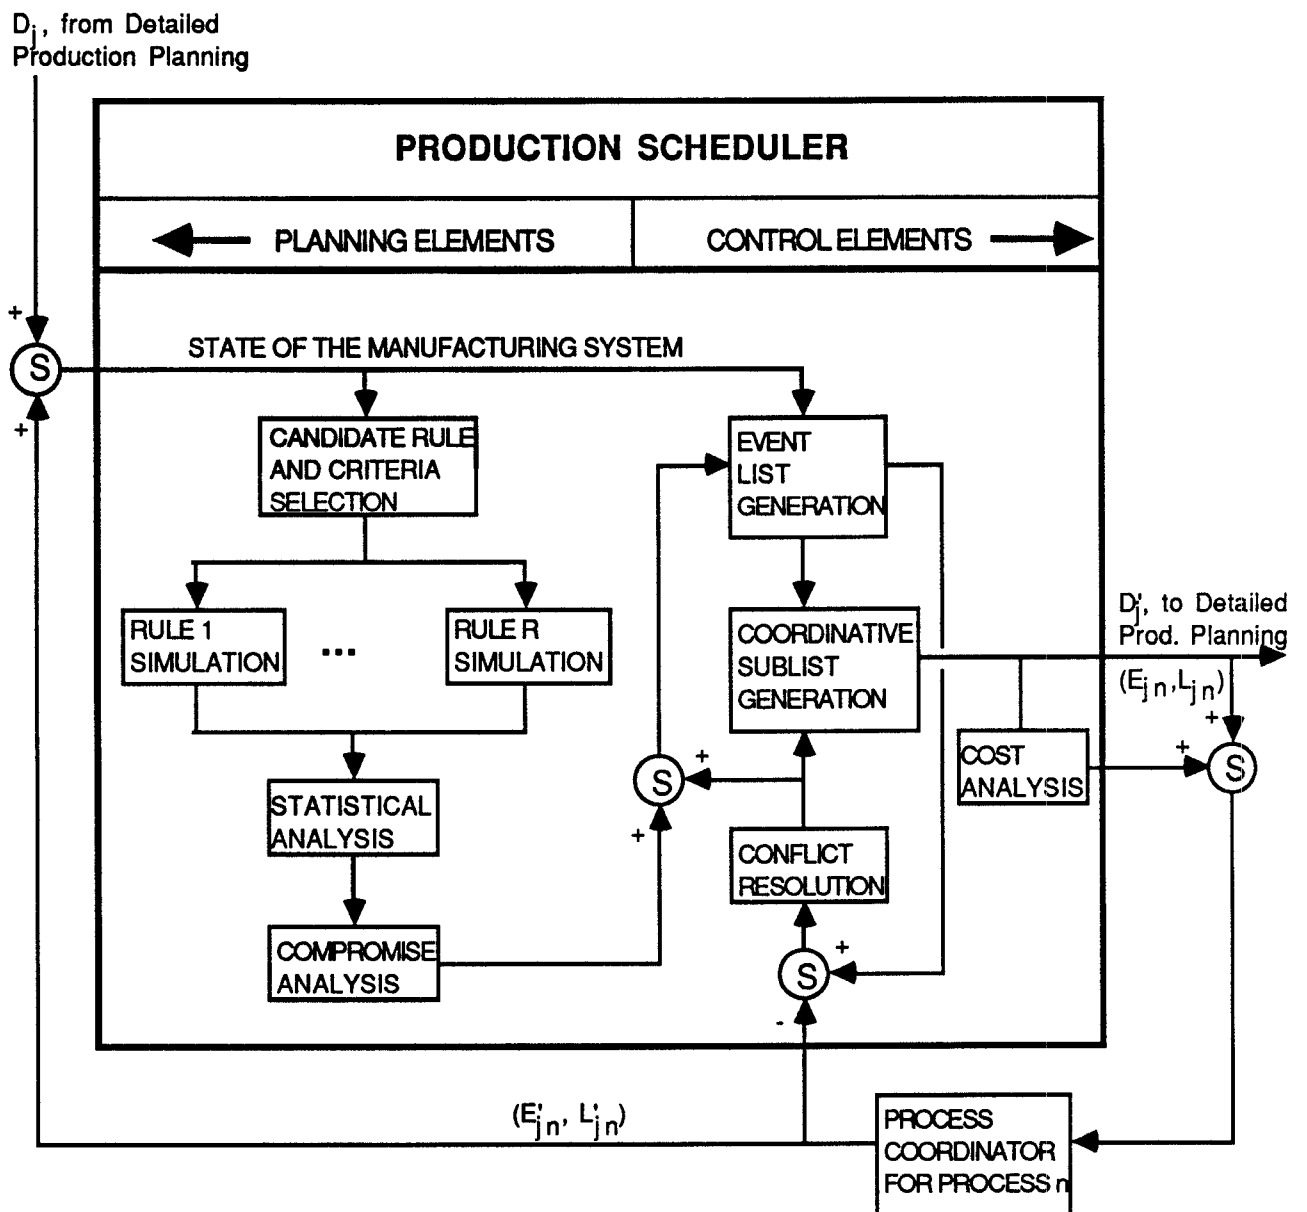 Dj, from Detailed
Production Planning
PRODUCTION SCHEDULER
PLANNING ELEMENTS
CONTROL ELEMENTS
+
S
+
STATE OF THE MANUFACTURING SYSTEM
CANDIDATE RULE
AND CRITERIA
SELECTION
EVENT
LIST
GENERATION
RULE 1
SIMULATION
...
RULE R
SIMULATION
COORDINATIVE
SUBLIST
GENERATION
D'j, to Detailed
Prod. Planning
(Ejn,Ljn)
+
+
S
COST
ANALYSIS
+
S
+
STATISTICAL
ANALYSIS
CONFLICT
RESOLUTION
COMPROMISE
ANALYSIS
+
S
-
(E'jn, L'jn)
PROCESS
COORDINATOR
FOR PROCESS n